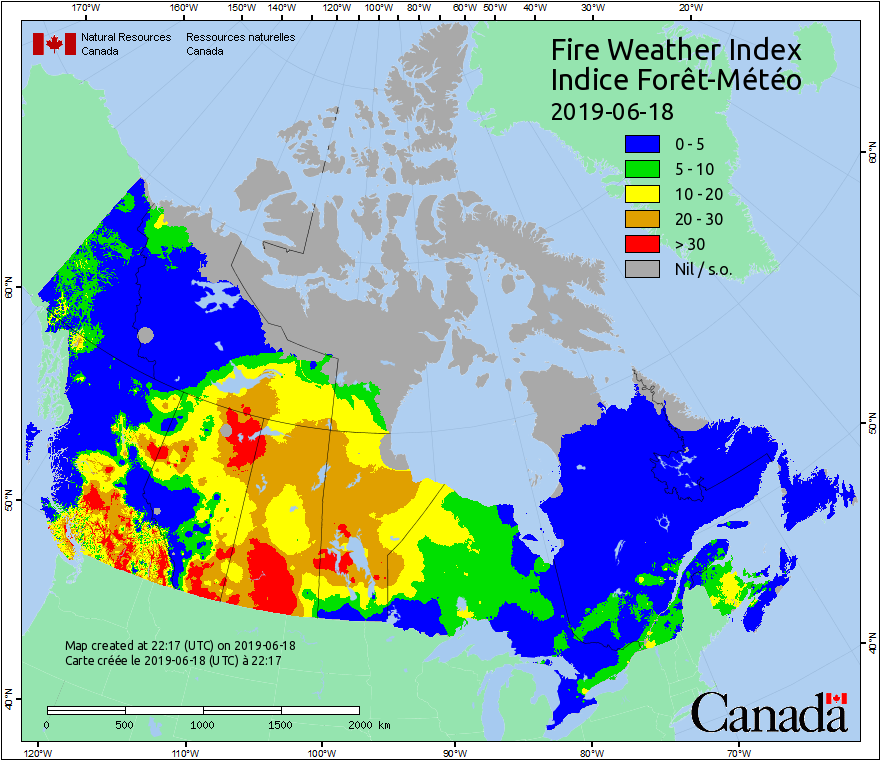 170°W 160°W 150°W 140°W 120°W 100°W 80°W 60°W 50°W 40°W 30°W 20°W
Natural Resources Ressources naturelles
Canada Canada
Fire Weather Index
Indice Forêt-Météo
2019-06-18
0 - 5
5 - 10
10 - 20
20 - 30
> 30
Nil / s.o.
60°N
60°N
50°N
50°N
40°N
40°N
Map created at 22:17 (UTC) on 2019-06-18
Carte créée le 2019-06-18 (UTC) à 22:17
0 500 1000 1500 2000 km
Canada
120°W 110°W 100°W 90°W 80°W 70°W